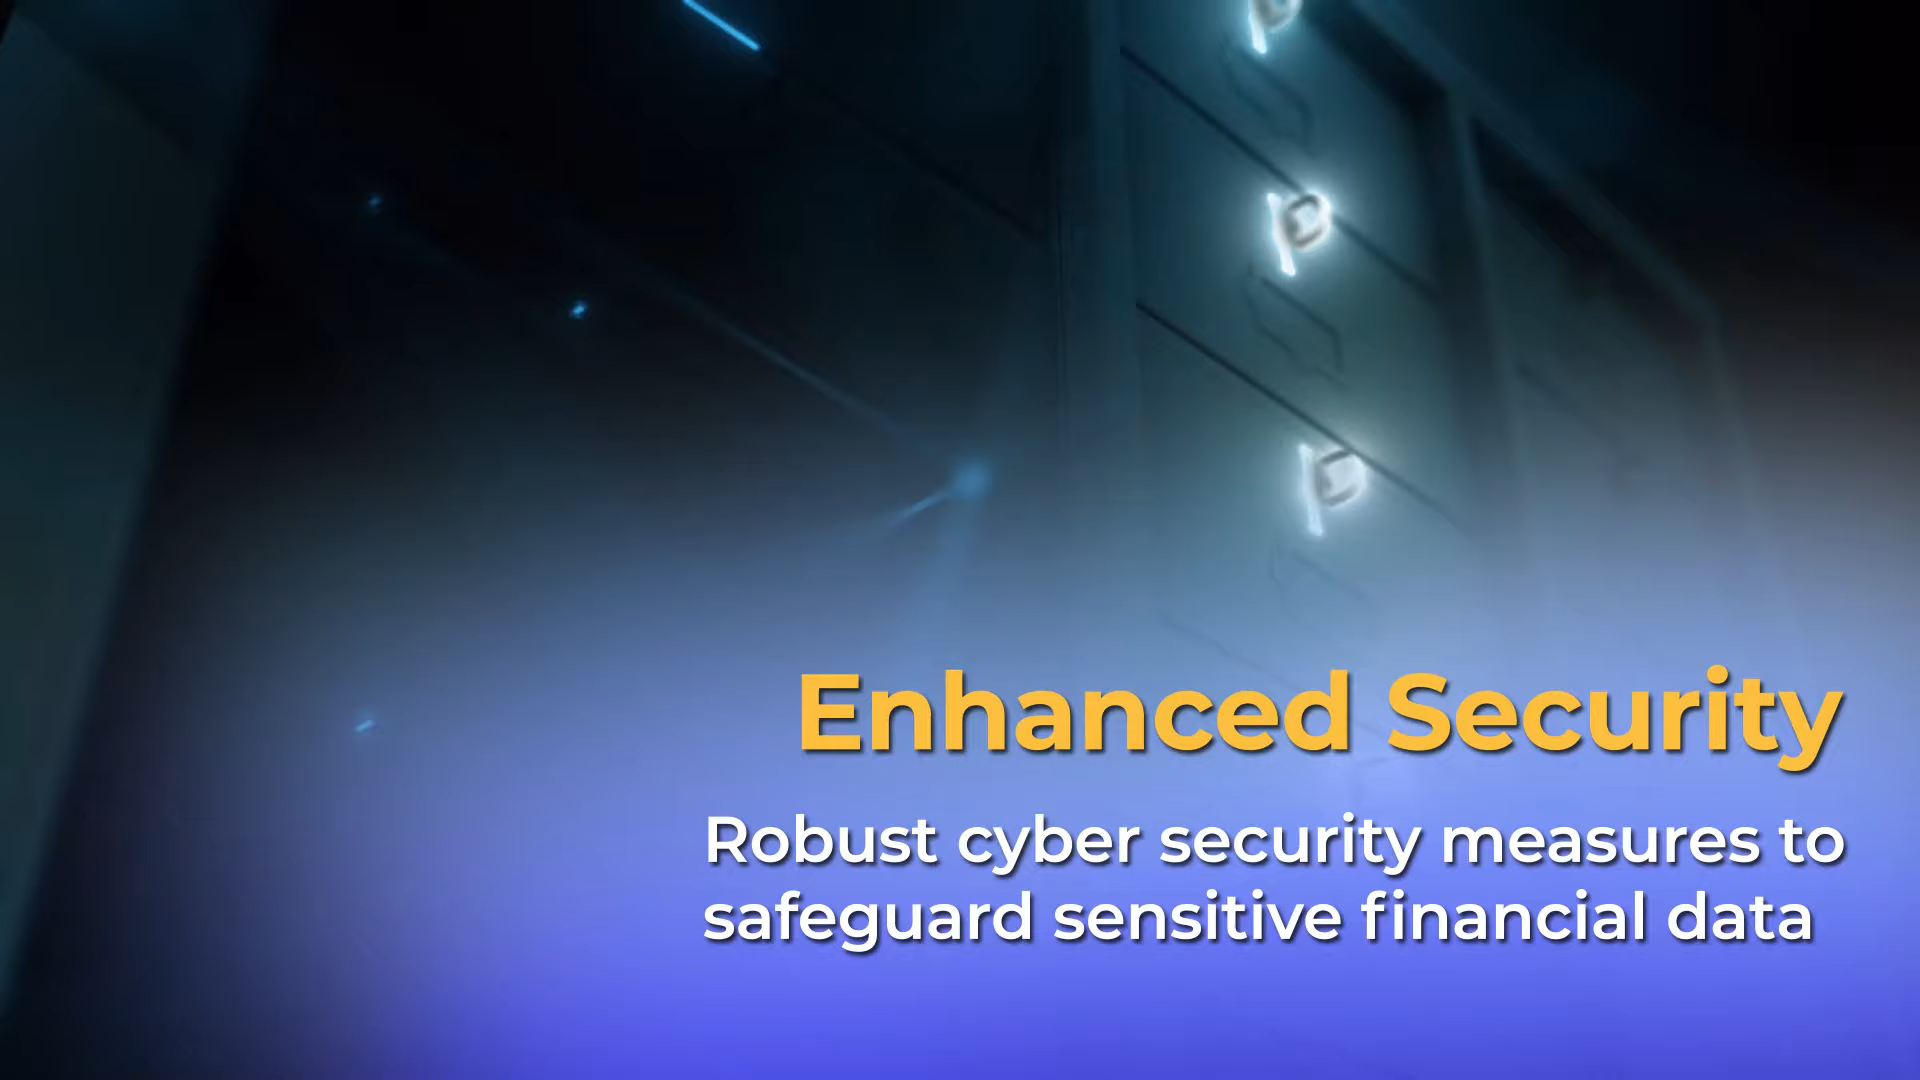 Enhanced Security
Robust cyber security measures to
safeguard sensitive financial data